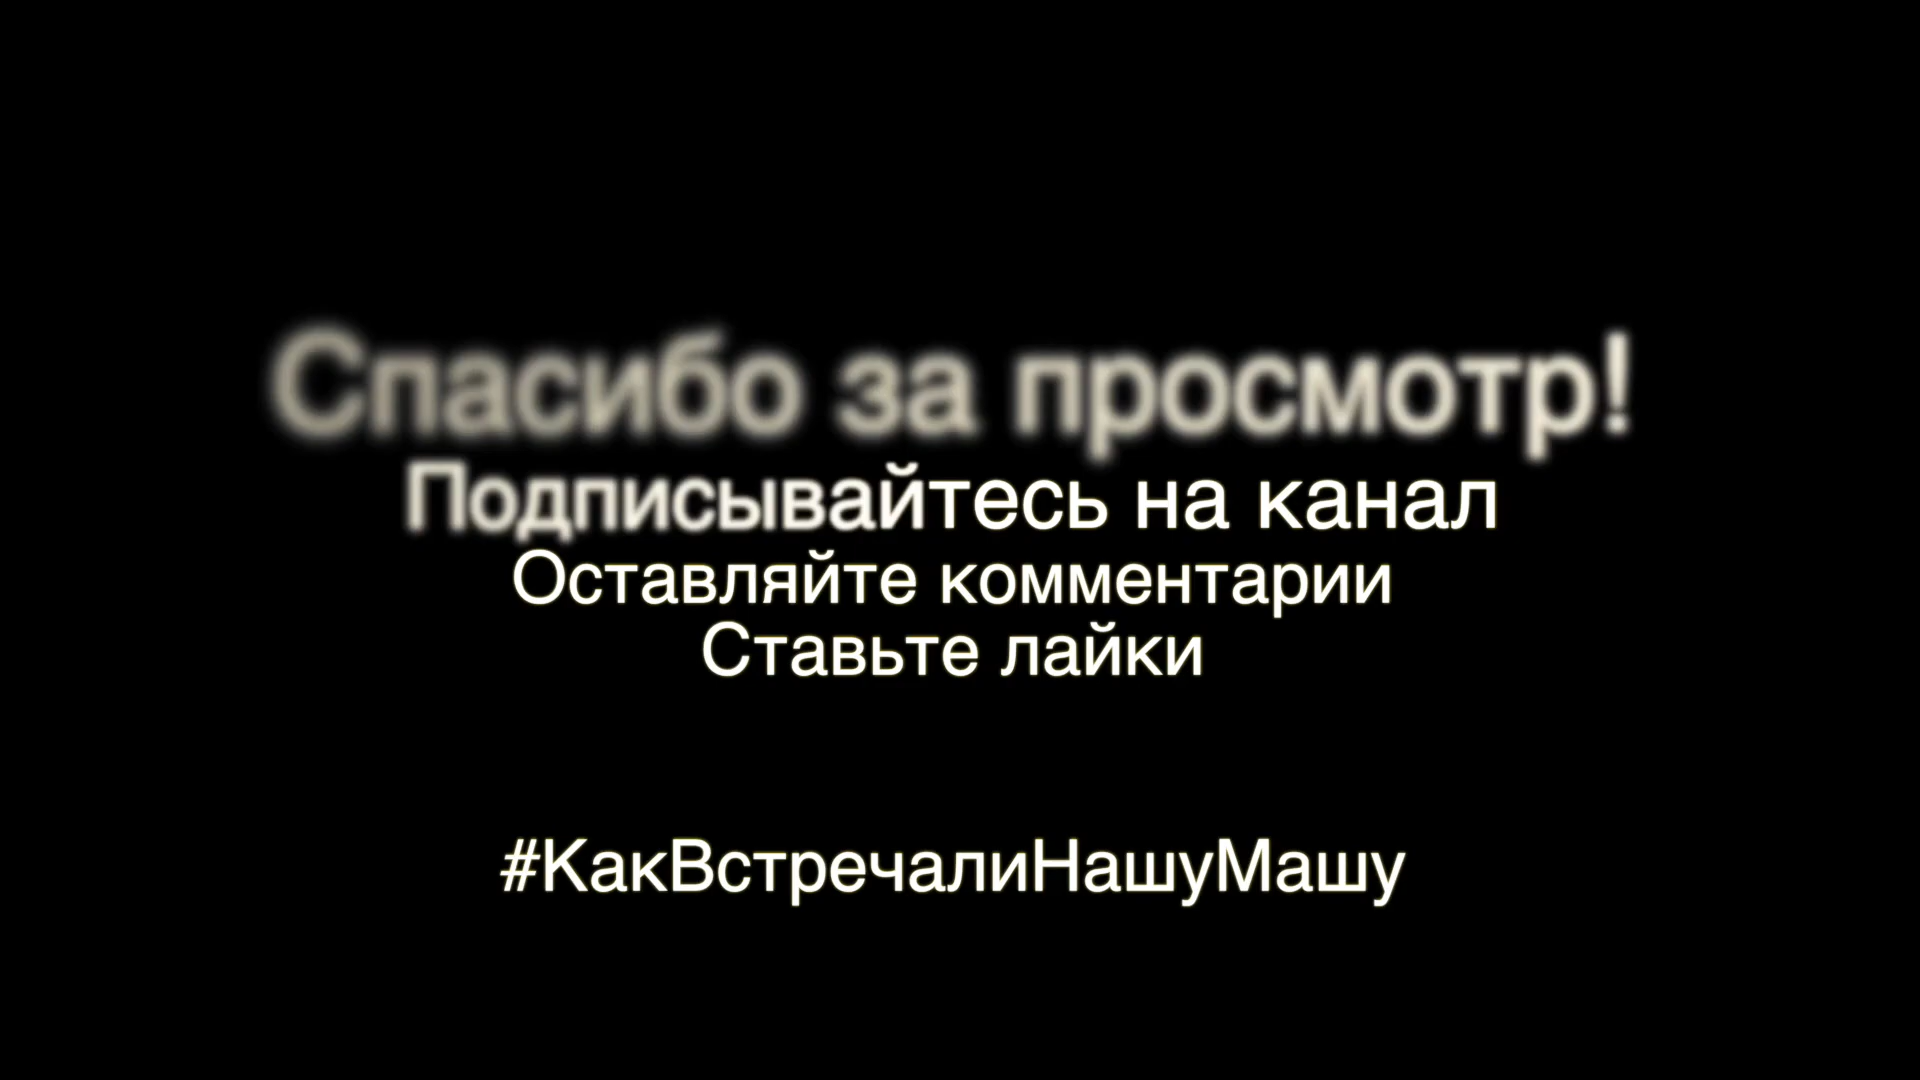 Спасибо за просмотр!
Подписывайтесь на канал
Оставляйте комментарии
Ставьте лайки
#КакВстречалиНашуМашу